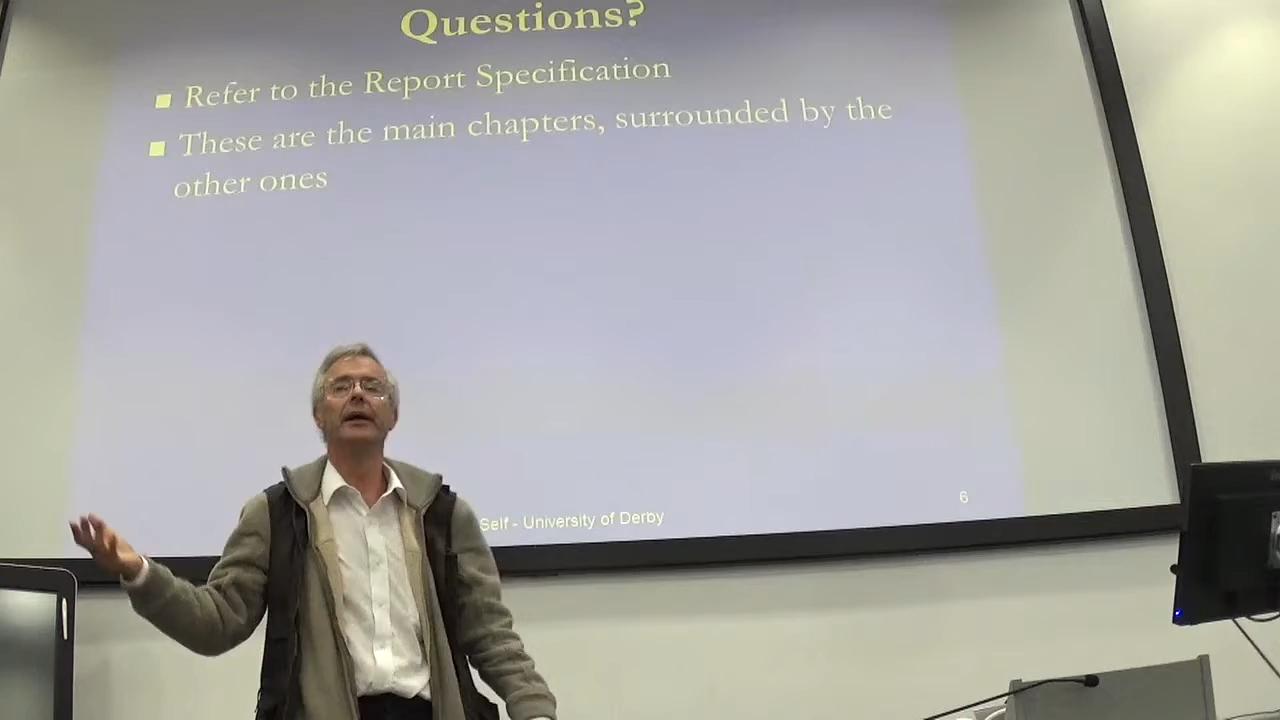 Questions?
Refer to the Report Specification
These are the main chapters, surrounded by the
other ones
Self - University of Derby
6